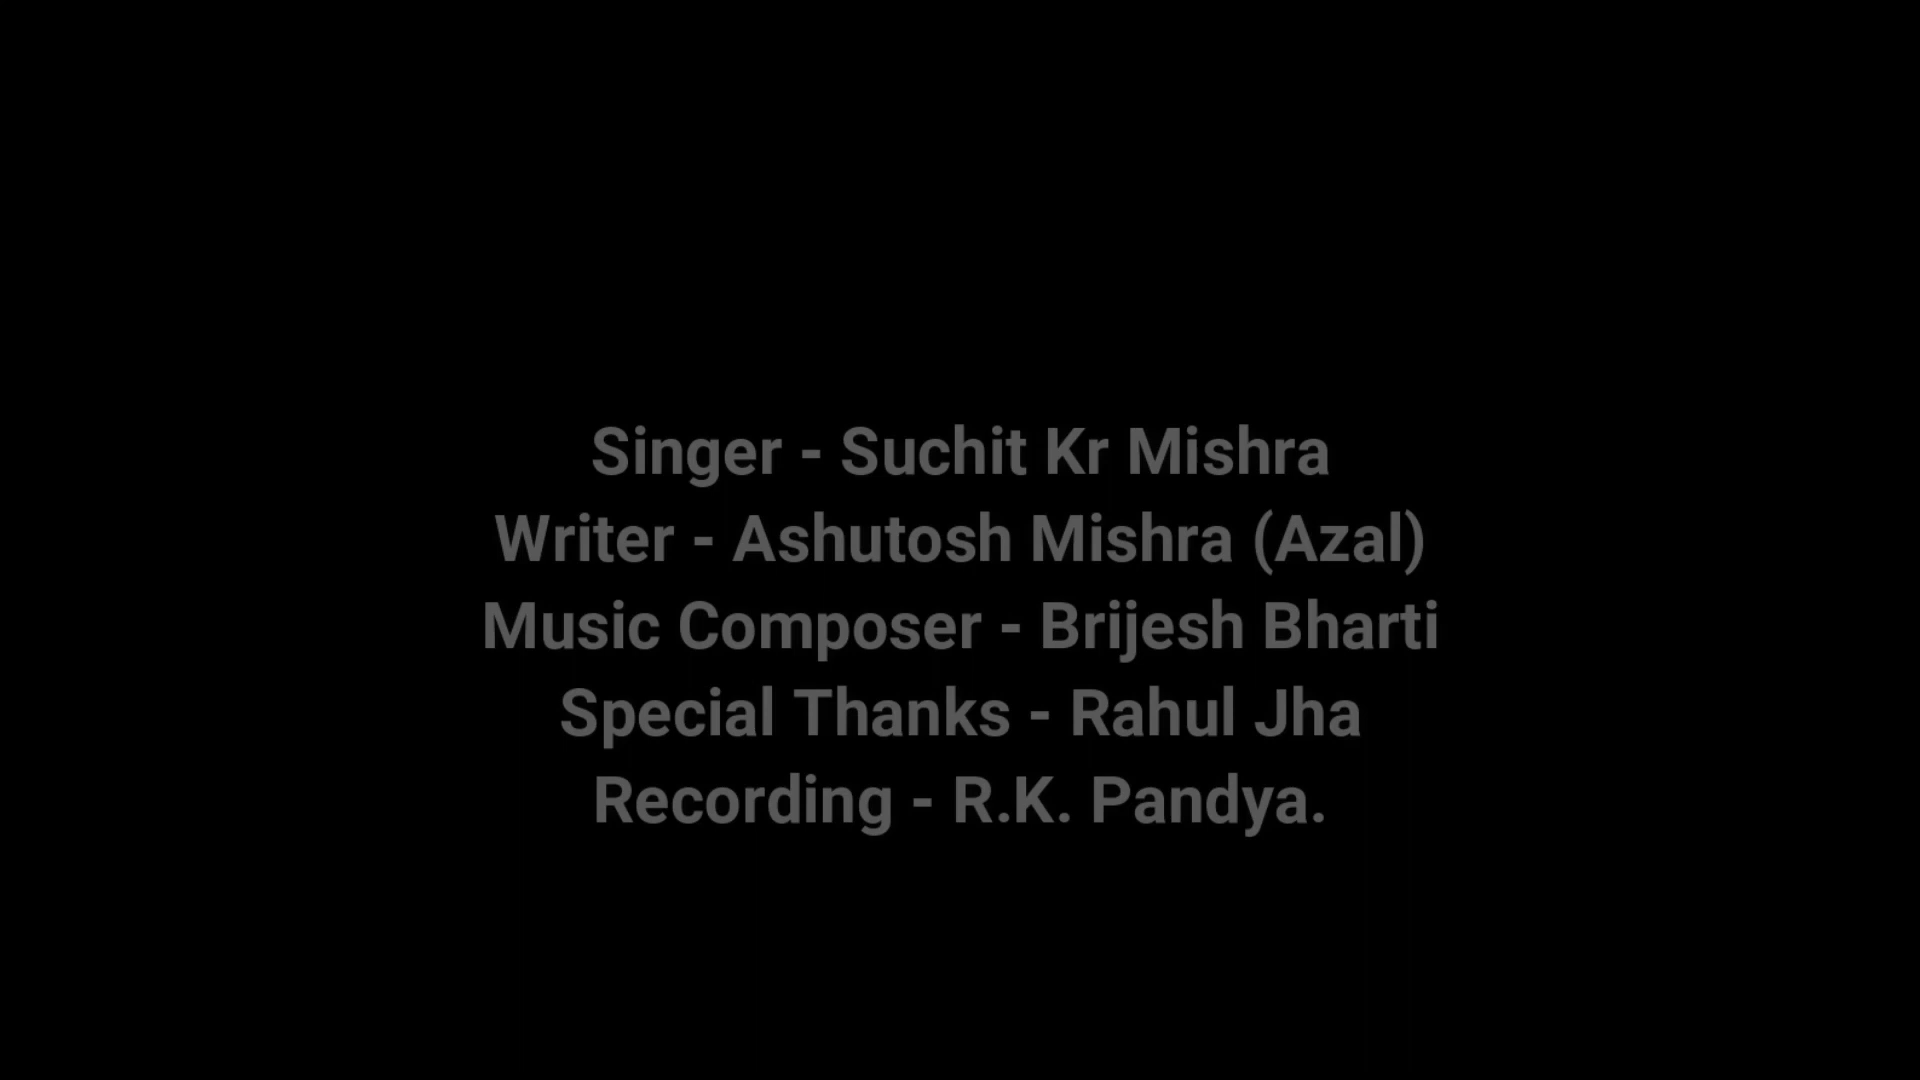 Singer - Suchit Kr Mishra
Writer - Ashutosh Mishra (Azal)
Music Composer - Brijesh Bharti
Special Thanks - Rahul Jha
Recording - R.K. Pandya.